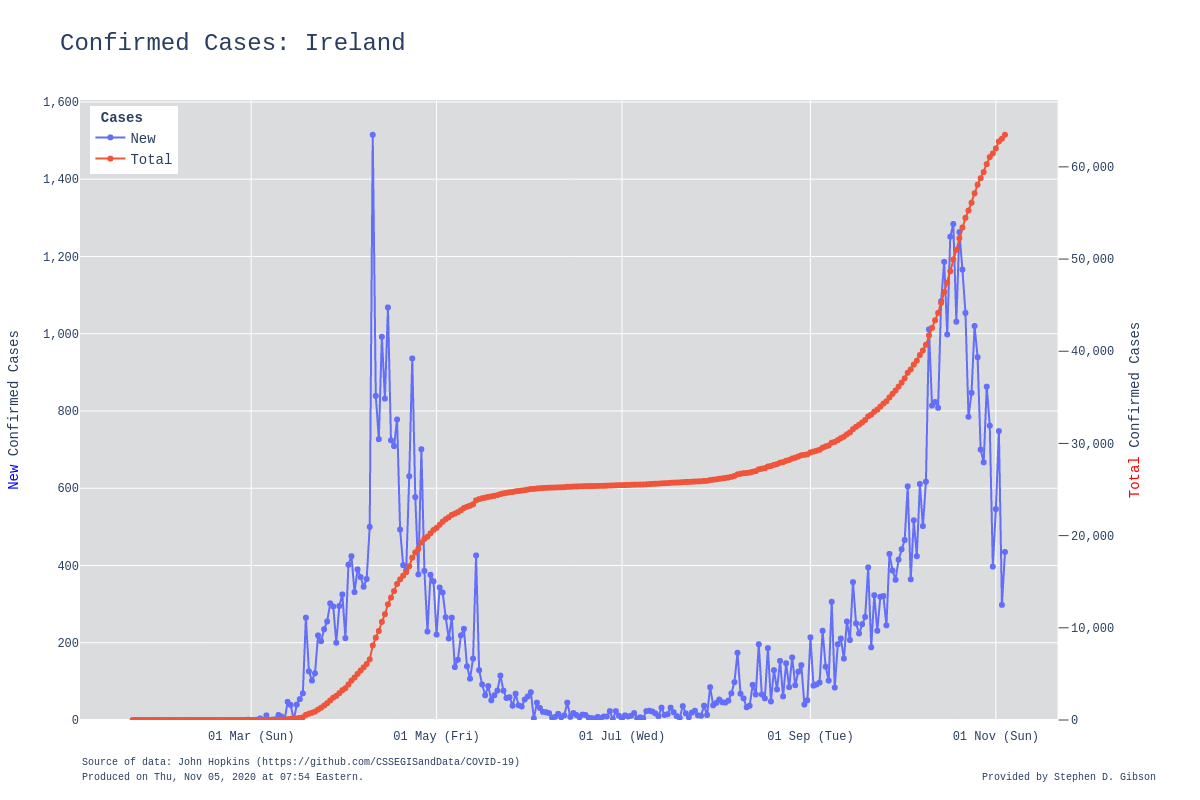 Confirmed Cases: Ireland
Cases
New
Total
1,600
1,400
1,200
1,000
800
600
400
200
0
New Confirmed Cases
60,000
50,000
40,000
30,000
20,000
10,000
0
Total Confirmed Cases
01 Mar (Sun)
01 May (Fri)
01 Jul (Wed)
01 Sep (Tue)
01 Nov (Sun)
Source of data: John Hopkins (https://github.com/CSSEGISandData/COVID-19)
Produced on Thu, Nov 05, 2020 at 07:54 Eastern.
Provided by Stephen D. Gibson